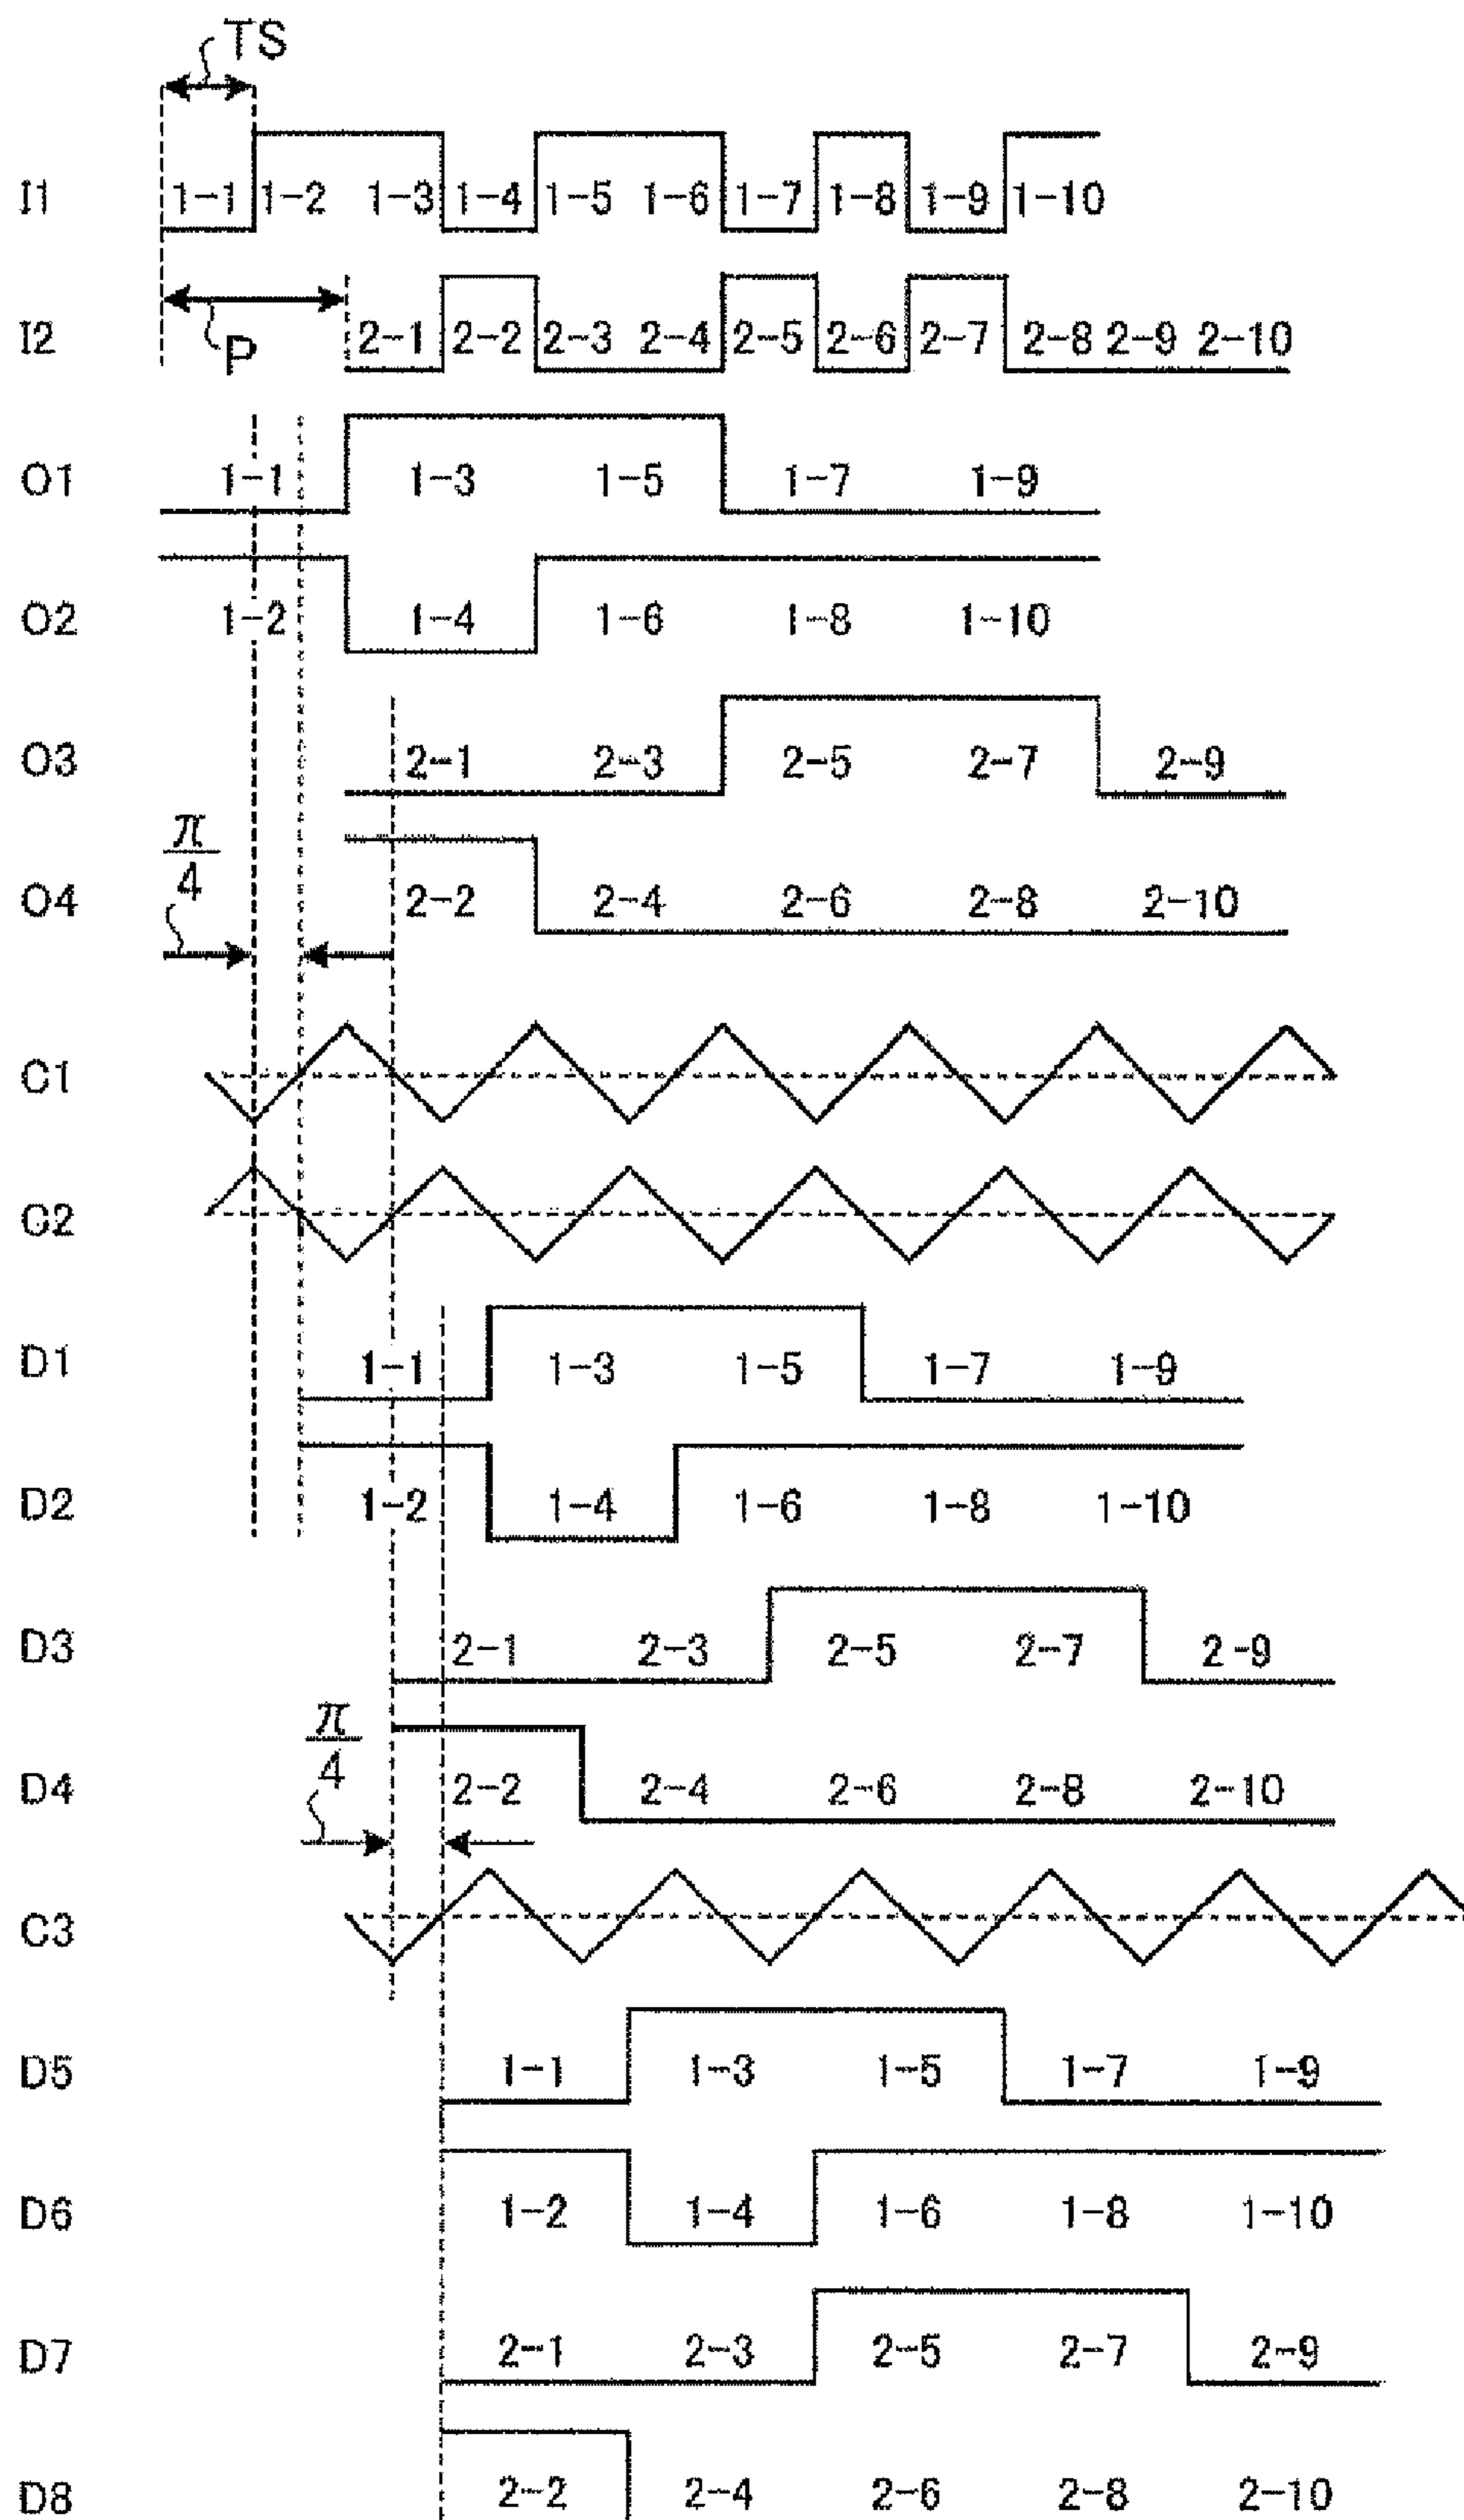 TS
I1 1-1 1-2 1-3 1-4 1-5 1-6 1-7 1-8 1-9 1-10
I2 P 2-1 2-2 2-3 2-4 2-5 2-6 2-7 2-8 2-9 2-10
O1 1-1 1-3 1-5 1-7 1-9
O2 1-2 1-4 1-6 1-8 1-10
O3 2-1 2-3 2-5 2-7 2-9
π/4
O4 2-2 2-4 2-6 2-8 2-10
C1
C2
D1 1-1 1-3 1-5 1-7 1-9
D2 1-2 1-4 1-6 1-8 1-10
D3 2-1 2-3 2-5 2-7 2-9
π/4
D4 2-2 2-4 2-6 2-8 2-10
C3
D5 1-1 1-3 1-5 1-7 1-9
D6 1-2 1-4 1-6 1-8 1-10
D7 2-1 2-3 2-5 2-7 2-9
D8 2-2 2-4 2-6 2-8 2-10